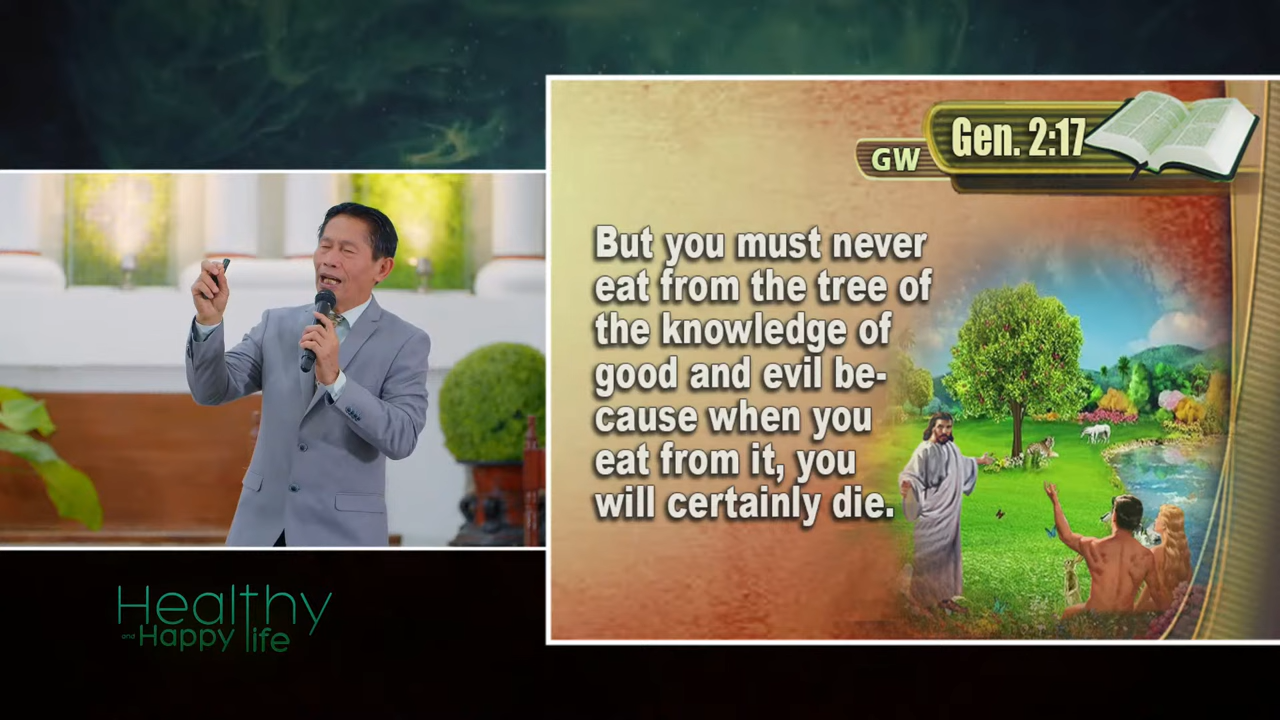 GW
Gen. 2:17
But you must never
eat from the tree of
the knowledge of
good and evil be-
cause when you
eat from it, you
will certainly die.
Healthy
and Happy life